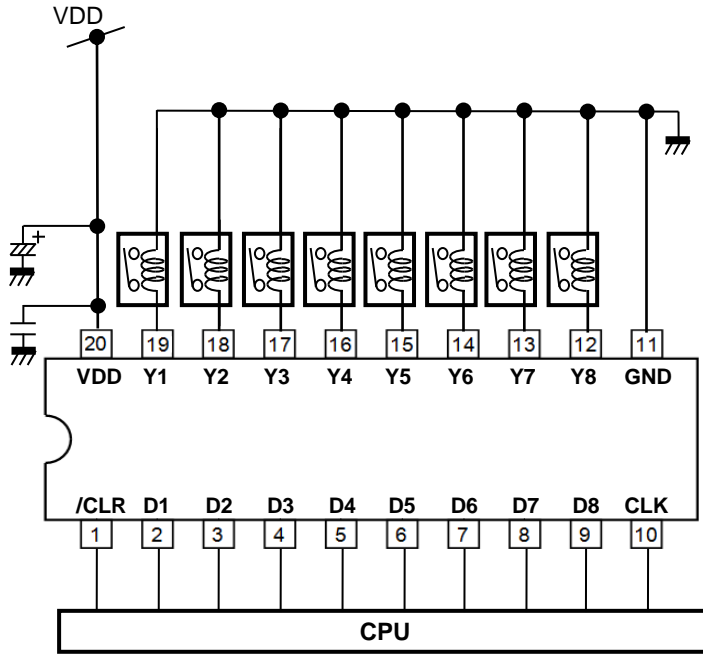 VDD
+
20 19 18 17 16 15 14 13 12 11
VDD Y1 Y2 Y3 Y4 Y5 Y6 Y7 Y8 GND
/CLR D1 D2 D3 D4 D5 D6 D7 D8 CLK
1 2 3 4 5 6 7 8 9 10
CPU